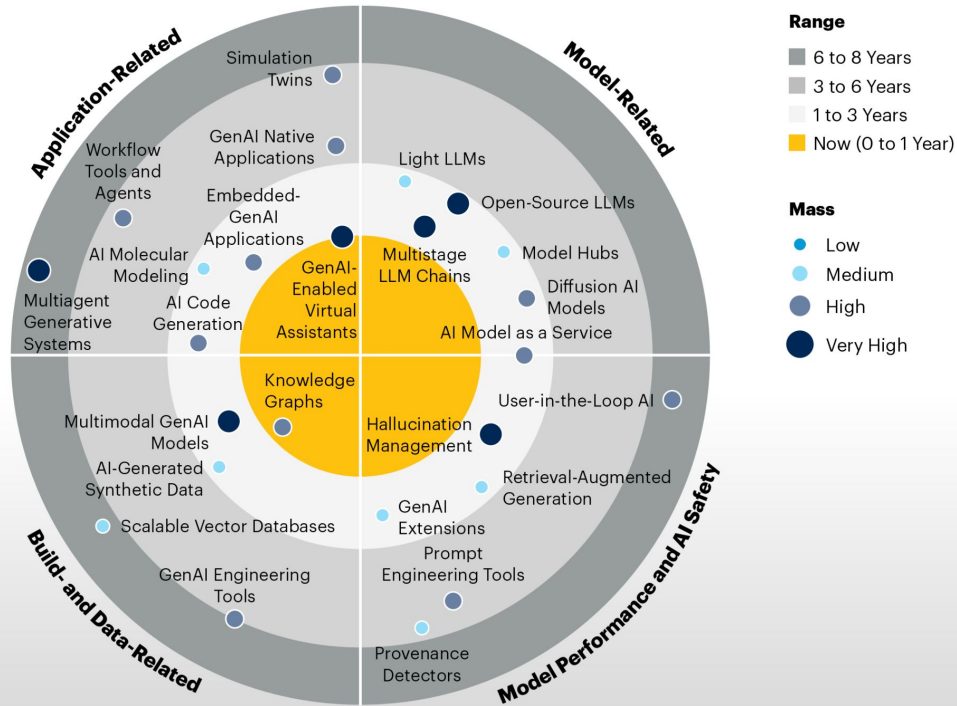 Application-Related
Simulation
Twins
GenAI Native
Applications
Workflow
Tools and
Agents
Embedded-
GenAI
Applications
AI Molecular
Modeling
GenAI-
Enabled
Virtual
Assistants
Multiagent
Generative
Systems
AI Code
Generation
Model-Related
Light LLMs
Open-Source LLMs
Multistage
LLM Chains
Model Hubs
Diffusion AI
Models
AI Model as a Service
Knowledge
Graphs
Multimodal GenAI
Models
AI-Generated
Synthetic Data
Scalable Vector Databases
GenAI Engineering
Tools
Build- and Data-Related
User-in-the-Loop AI
Hallucination
Management
Retrieval-Augmented
Generation
GenAI
Extensions
Prompt
Engineering Tools
Provenance
Detectors
Model Performance and AI Safety
Range
6 to 8 Years
3 to 6 Years
1 to 3 Years
Now (0 to 1 Year)
Mass
Low
Medium
High
Very High